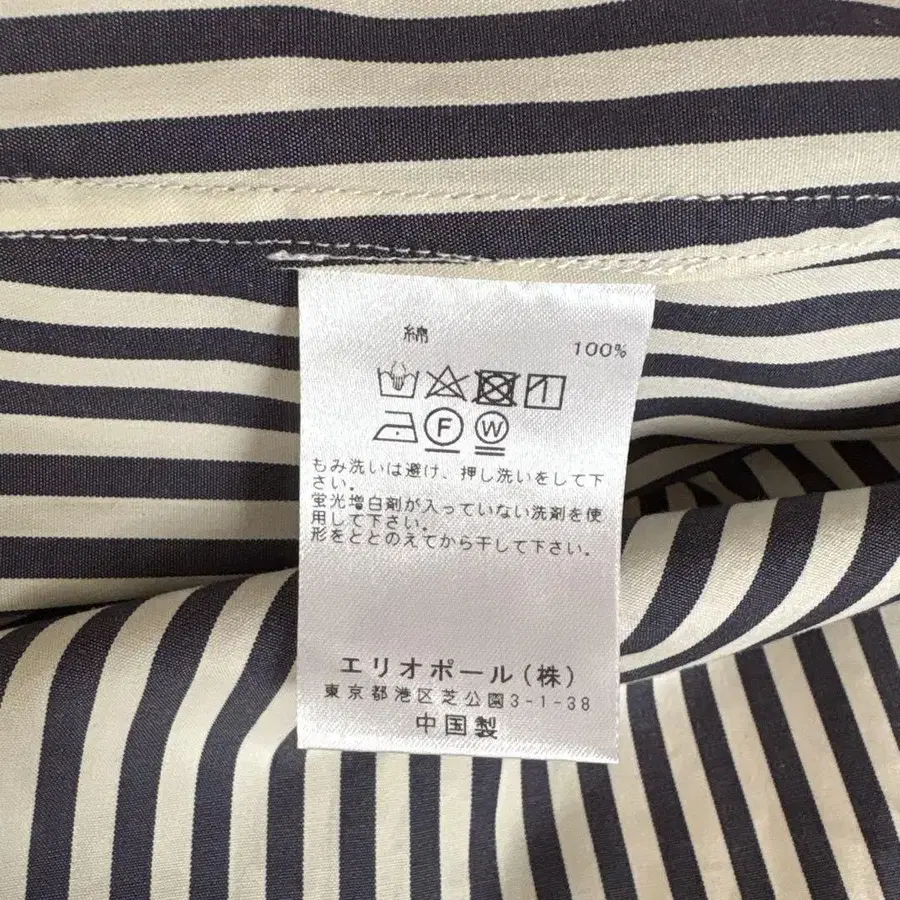 綿
100%
F W
もみ洗いは避け、押し洗いをして下
さい。
蛍光増白剤が入っていない洗剤を使
用して下さい。
形をととのえてから干して下さい。
エリオポール(株)
東京都港区芝公園3-1-38
中国製